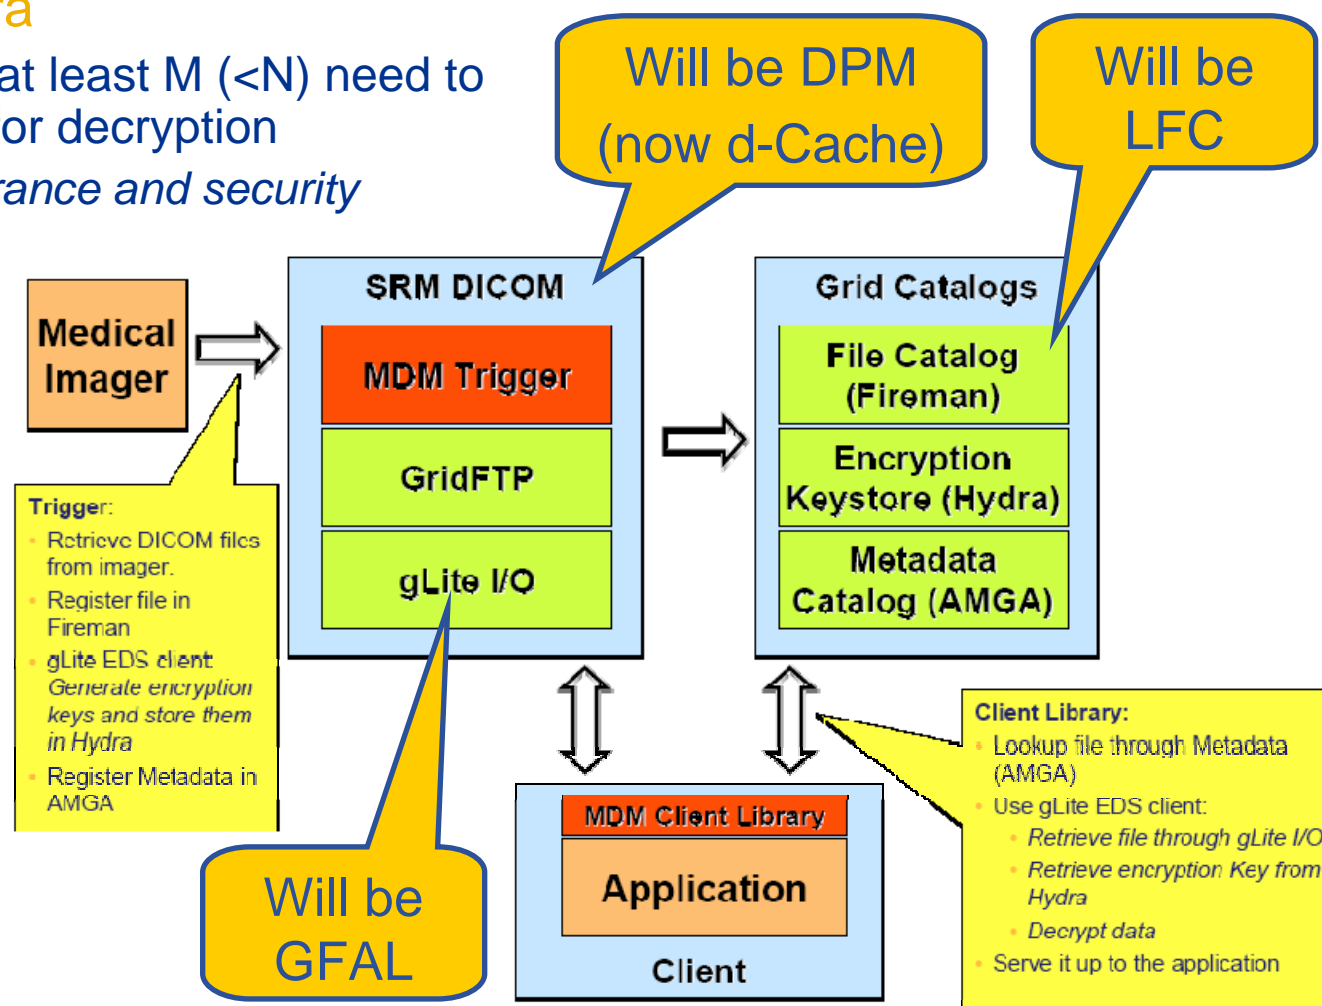 at least M (<N) need to
for decryption
and security
Will be DPM
(now d-Cache)
Will be
LFC
Medical
Imager
SRM DICOM
MDM Trigger
GridFTP
gLite I/O
Grid Catalogs
File Catalog
(Fireman)
Encryption
Keystore (Hydra)
Metadata
Catalog (AMGA)
Trigger:
• Retrieve DICOM files
from imager.
• Register file in
Fireman
• gLite EDS client:
Generate encryption
keys and store them
in Hydra
• Register Metadata in
AMGA
Will be
GFAL
MDM Client Library
Application
Client
Client Library:
• Lookup file through Metadata
(AMGA)
• Use gLite EDS client:
• Retrieve file through gLite I/O
• Retrieve encryption Key from
Hydra
• Decrypt data
• Serve it up to the application